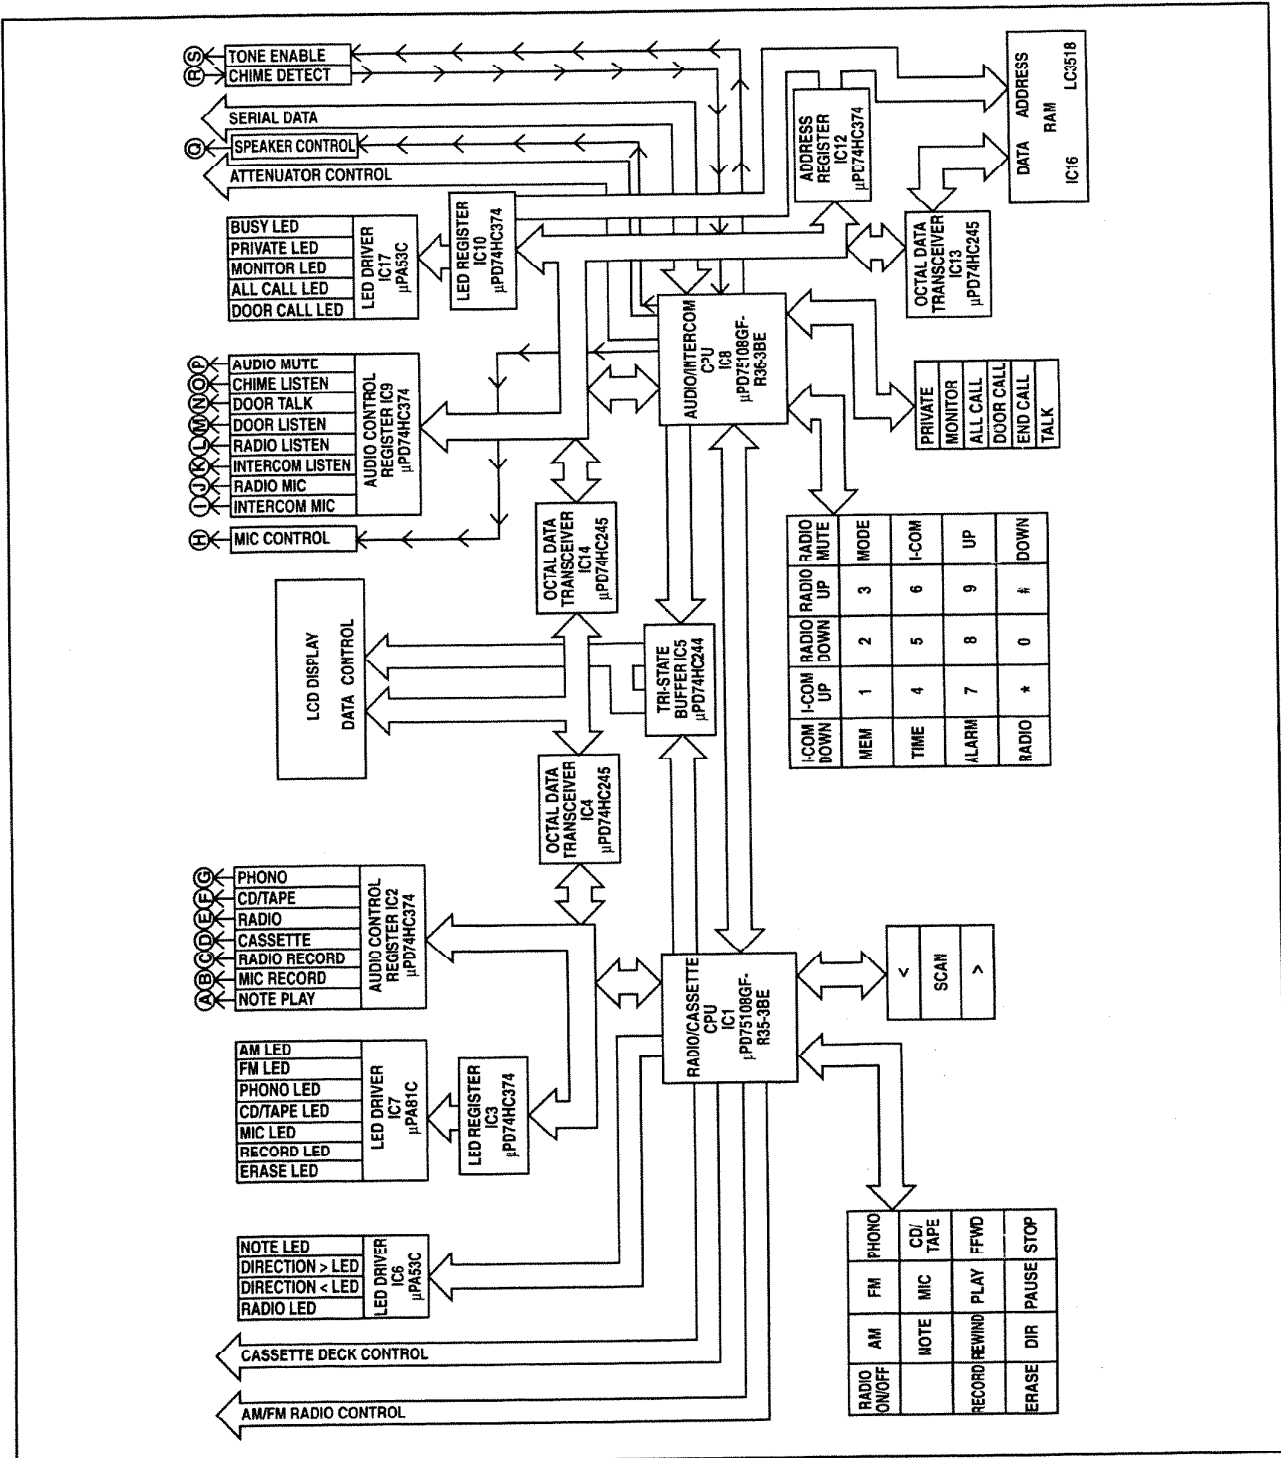 S TONE ENABLE
R CHIME DETECT
SERIAL DATA
Q SPEAKER CONTROL
ATTENUATOR CONTROL
BUSY LED
PRIVATE LED
MONITOR LED
ALL CALL LED
DOOR CALL LED
LED DRIVER
IC17
µPA53C
LED REGISTER
IC10
µPD74HC374
ADDRESS
REGISTER
IC12
µPD74HC374
DATA ADDRESS
RAM
IC16 LC3518
OCTAL DATA
TRANSCEIVER
IC13
µPD74HC245
P AUDIO MUTE
O CHIME LISTEN
N DOOR TALK
M DOOR LISTEN
L RADIO LISTEN
K INTERCOM LISTEN
J RADIO MIC
I INTERCOM MIC
AUDIO CONTROL
REGISTER IC9
µPD74HC374
H MIC CONTROL
AUDIO/INTERCOM
CPU
IC8
µPD75108GF-
R36-3BE
PRIVATE
MONITOR
ALL CALL
DOOR CALL
END CALL
TALK
OCTAL DATA
TRANSCEIVER
IC14
µPD74HC245
LCD DISPLAY
DATA CONTROL
TRI-STATE
BUFFER IC5
µPD74HC244
I-COM DOWN I-COM UP RADIO DOWN RADIO UP RADIO MUTE
MEM 1 2 3 MODE
TIME 4 5 6 I-COM
ALARM 7 8 9 UP
RADIO * 0 # DOWN
OCTAL DATA
TRANSCEIVER
IC4
µPD74HC245
G PHONO
F CD/TAPE
E RADIO
D CASSETTE
C RADIO RECORD
B MIC RECORD
A NOTE PLAY
AUDIO CONTROL
REGISTER IC2
µPD74HC374
RADIO/CASSETTE
CPU
IC1
µPD75108GF-
R35-3BE
<
SCAN
>
AM LED
FM LED
PHONO LED
CD/TAPE LED
MIC LED
RECORD LED
ERASE LED
LED DRIVER
IC7
µPA81C
LED REGISTER
IC3
µPD74HC374
NOTE LED
DIRECTION > LED
DIRECTION < LED
RADIO LED
LED DRIVER
IC6
µPA53C
RADIO ON/OFF AM FM PHONO
NOTE MIC CD/ TAPE
RECORD REWIND PLAY FFWD
ERASE DIR PAUSE STOP
CASSETTE DECK CONTROL
AM/FM RADIO CONTROL